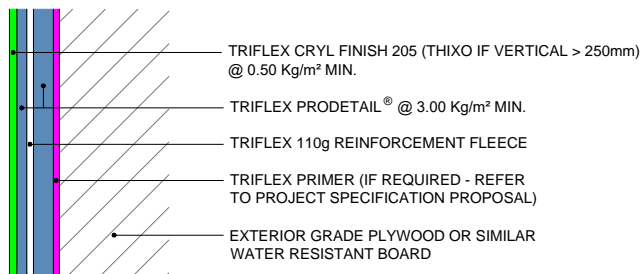 TRIFLEX CRYL FINISH 205 (THIXO IF VERTICAL > 250mm)
@ 0.50 Kg/m² MIN.
TRIFLEX PRODETAIL® @ 3.00 Kg/m² MIN.
TRIFLEX 110g REINFORCEMENT FLEECE
TRIFLEX PRIMER (IF REQUIRED - REFER
TO PROJECT SPECIFICATION PROPOSAL)
EXTERIOR GRADE PLYWOOD OR SIMILAR
WATER RESISTANT BOARD